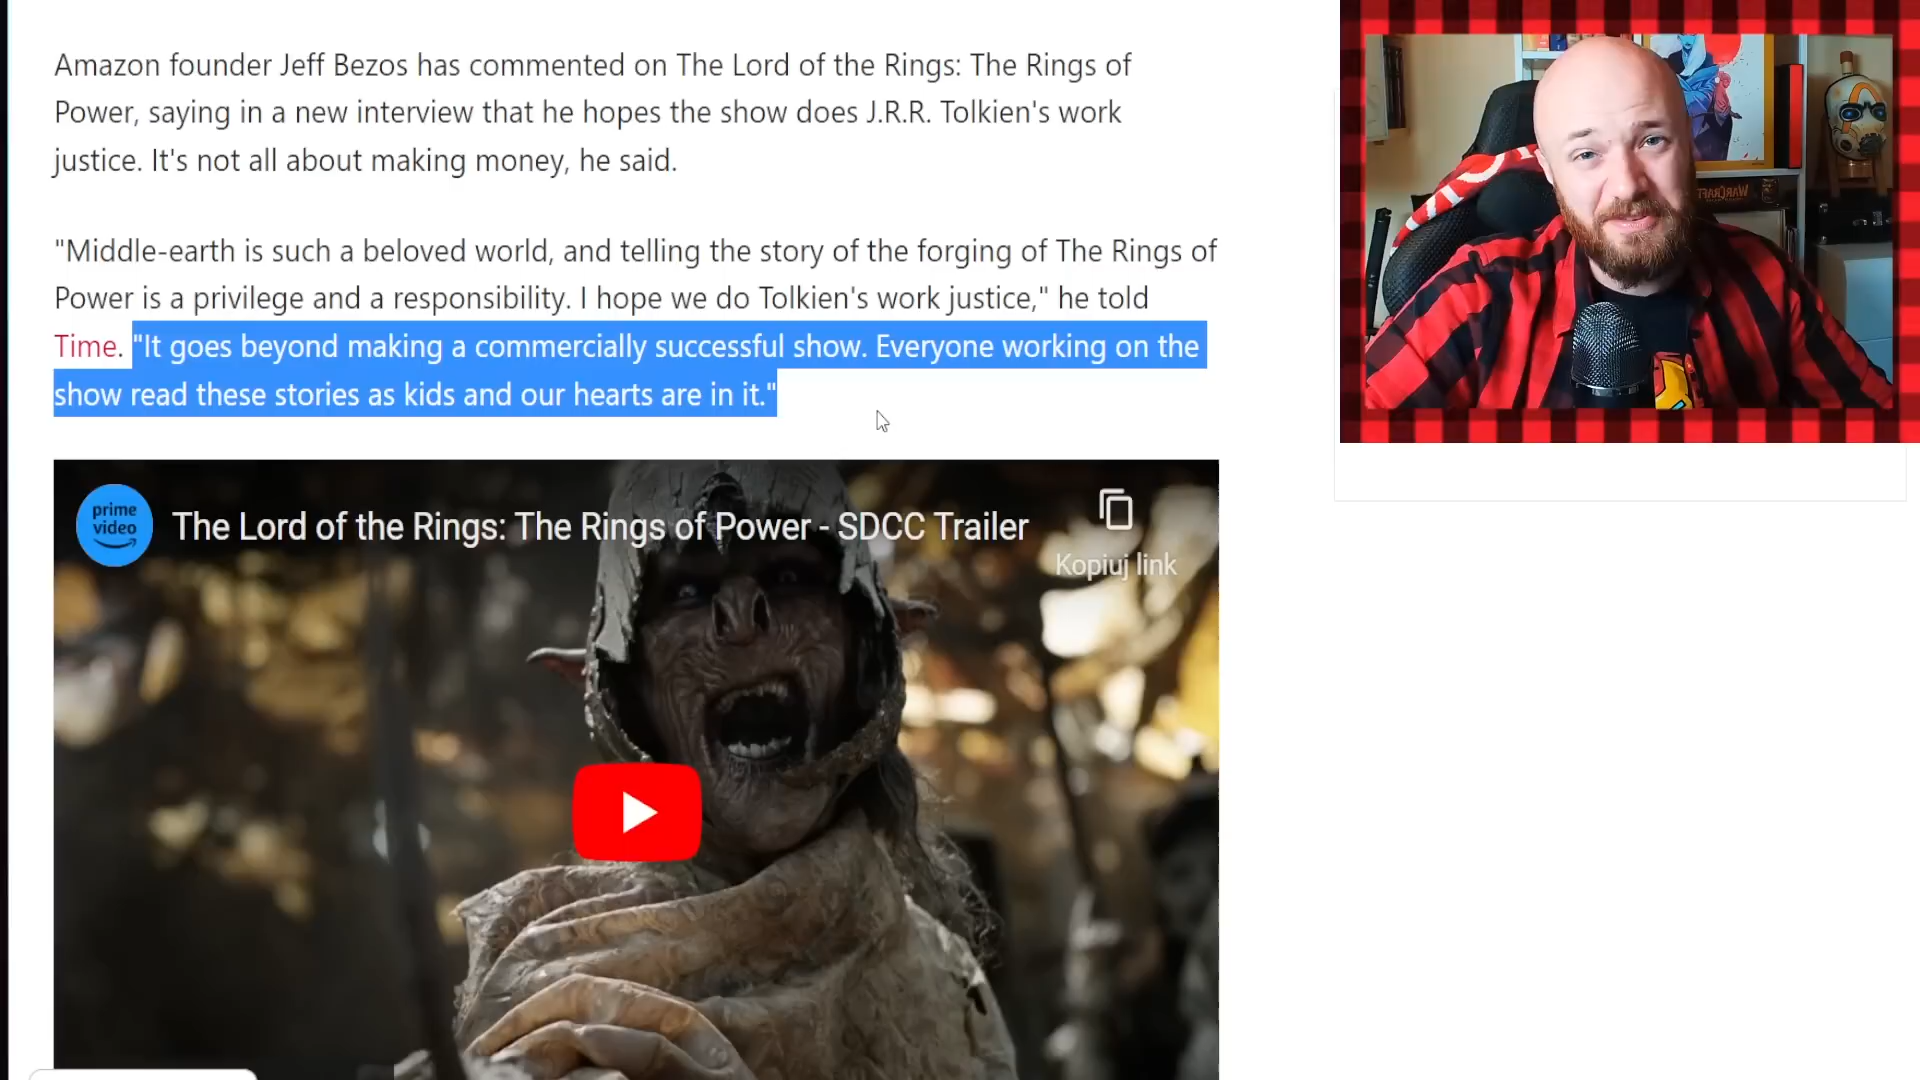 Amazon founder Jeff Bezos has commented on The Lord of the Rings: The Rings of
Power, saying in a new interview that he hopes the show does J.R.R. Tolkien's work
justice. It's not all about making money, he said.
"Middle-earth is such a beloved world, and telling the story of the forging of The Rings of
Power is a privilege and a responsibility. I hope we do Tolkien's work justice," he told
Time. "It goes beyond making a commercially successful show. Everyone working on the
show read these stories as kids and our hearts are in it."
prime
video
The Lord of the Rings: The Rings of Power - SDCC Trailer
Kopiuj link
WARCRAFT